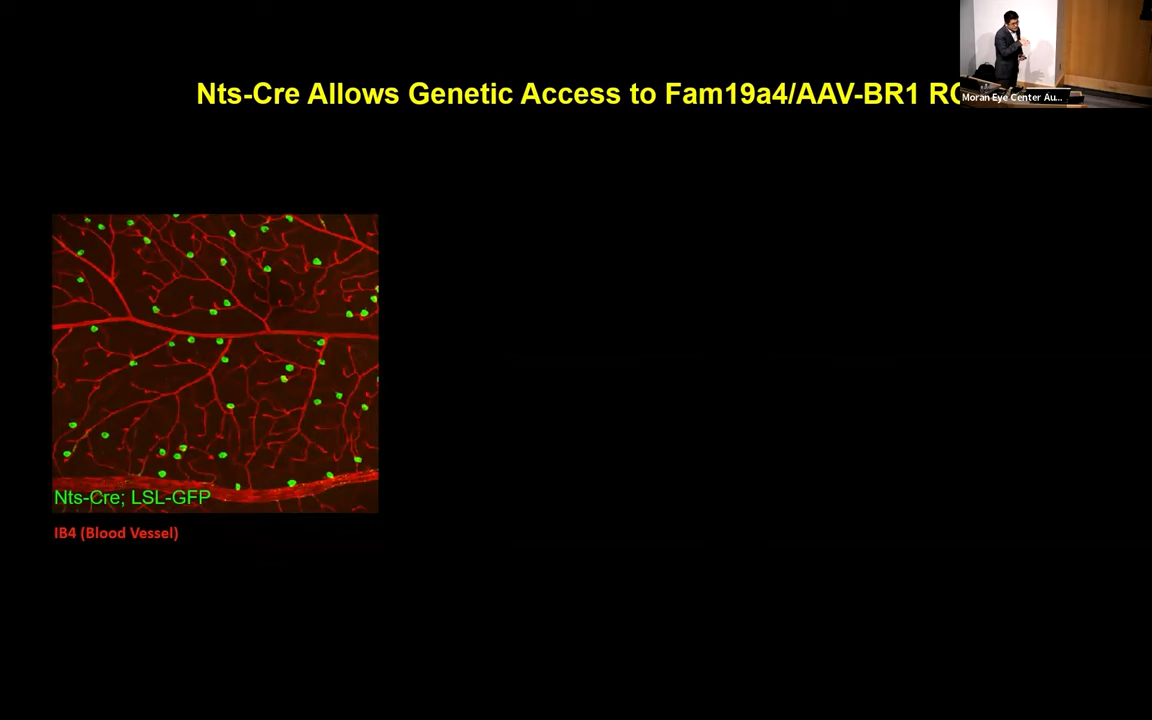 Nts-Cre Allows Genetic Access to Fam19a4/AAV-BR1
Moran Eye Center Au...
Nts-Cre; LSL-GFP
IB4 (Blood Vessel)